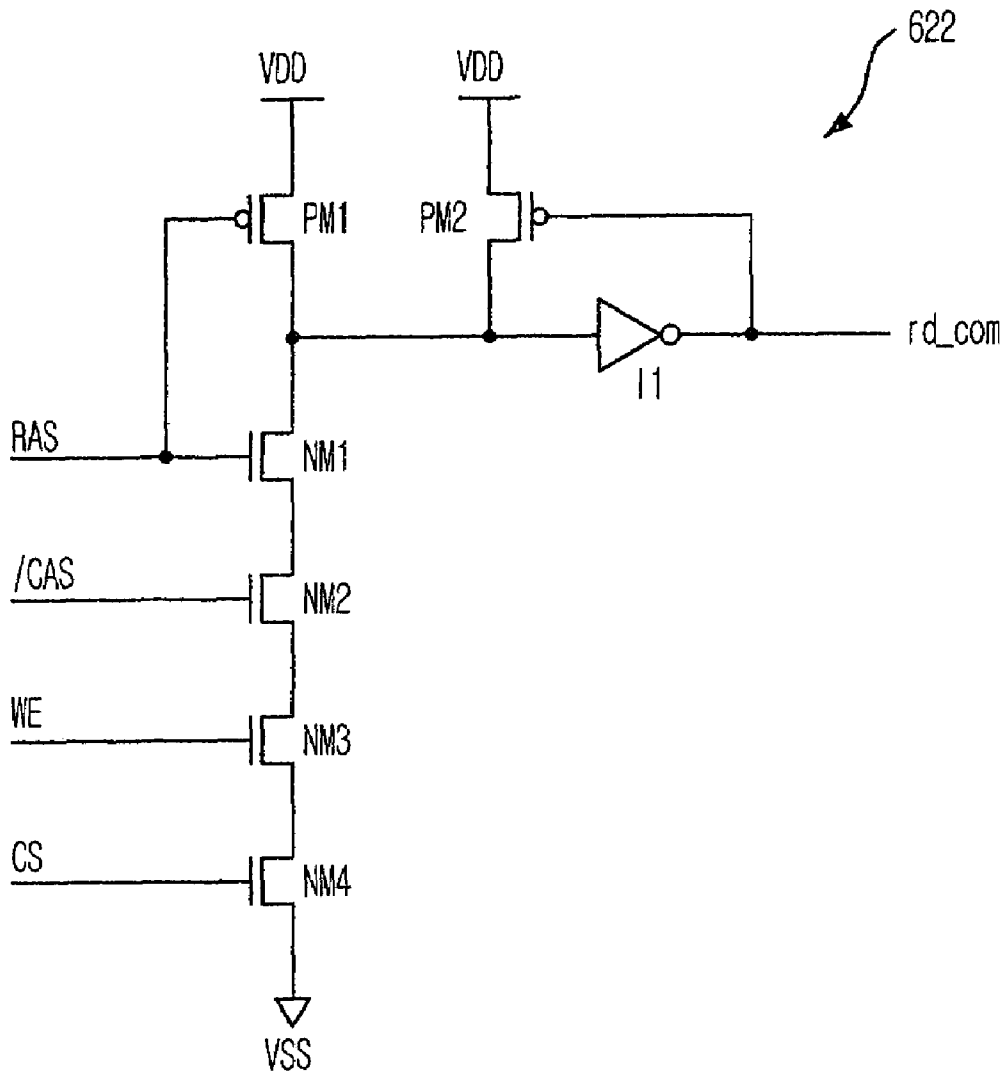 622
VDD
VDD
PM1
PM2
rd_com
I1
RAS
NM1
/CAS
NM2
WE
NM3
CS
NM4
VSS